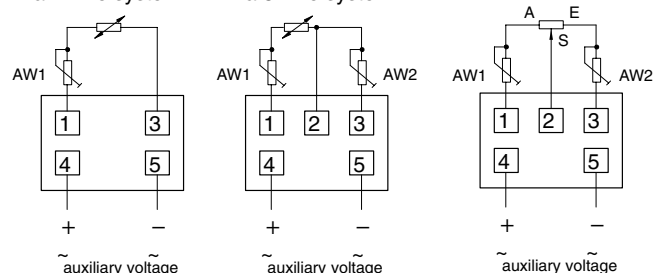 A E
S
AW1
AW1 AW2
AW1 AW2
1 3
1 2 3
1 2 3
4 5
4 5
4 5
+ −
+ −
+ −
~ ~
auxiliary voltage
~ ~
auxiliary voltage
~ ~
auxiliary voltage